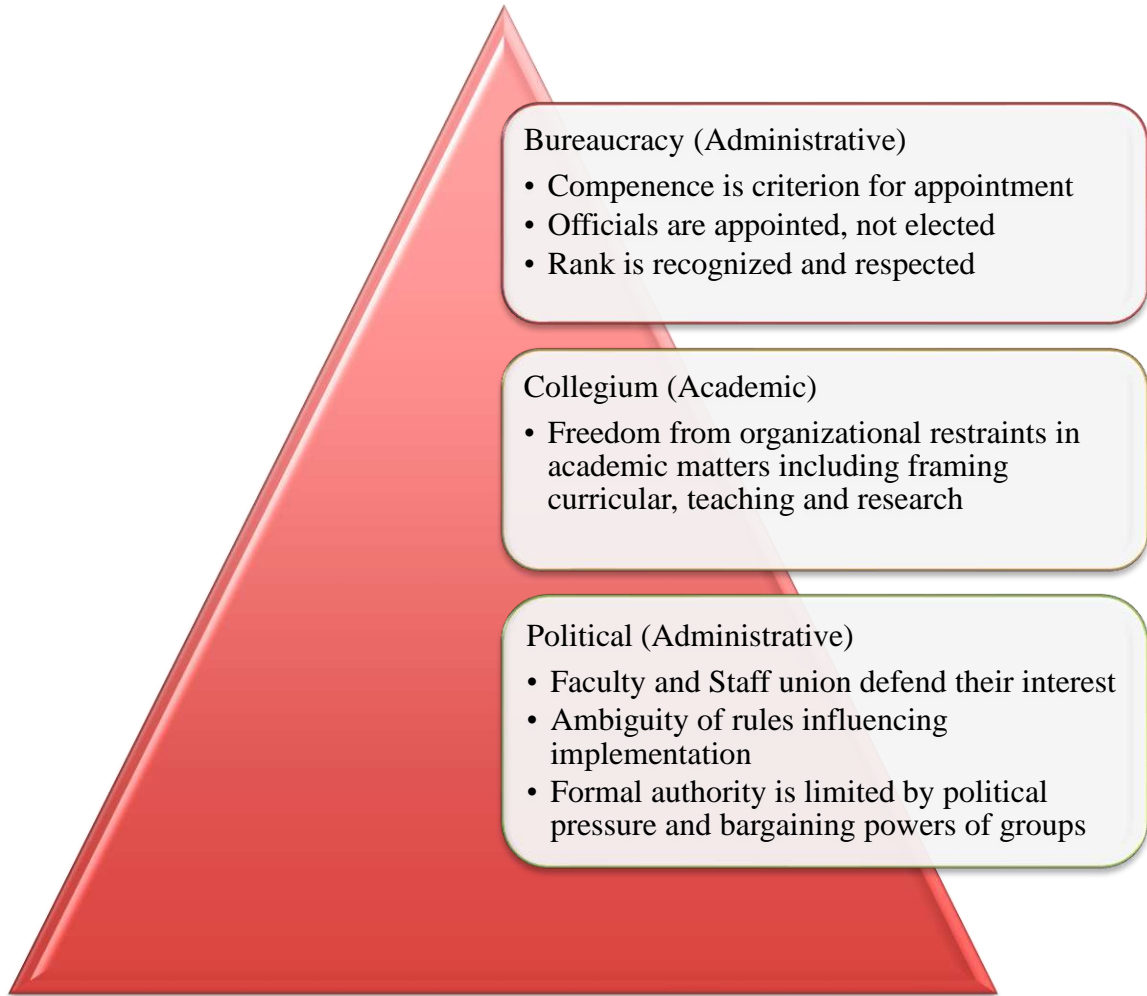 Bureaucracy (Administrative)
• Compenence is criterion for appointment
• Officials are appointed, not elected
• Rank is recognized and respected
Collegium (Academic)
• Freedom from organizational restraints in
academic matters including framing
curricular, teaching and research
Political (Administrative)
• Faculty and Staff union defend their interest
• Ambiguity of rules influencing
implementation
• Formal authority is limited by political
pressure and bargaining powers of groups